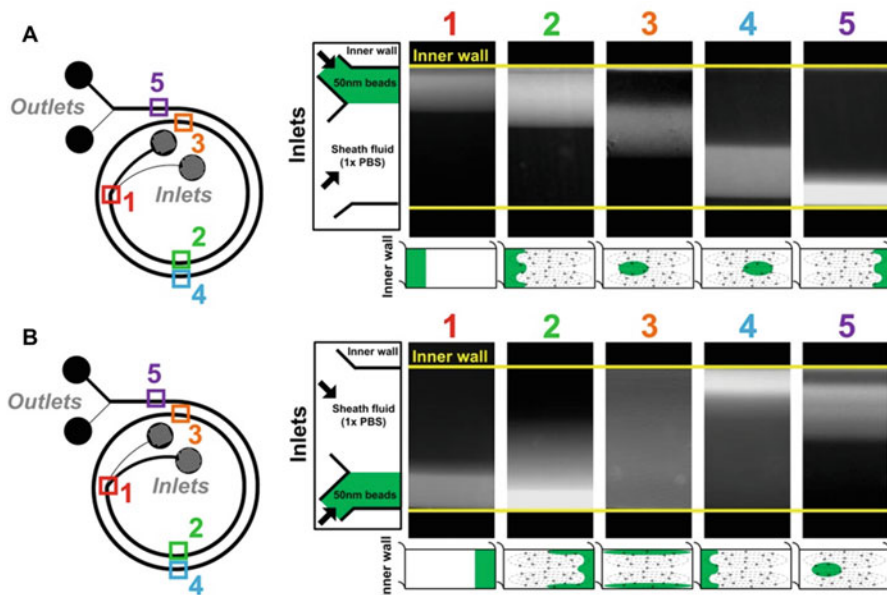 A
5
Outlets
3
Inlets
1
2
4
Inlets
Inner wall
50nm beads
Sheath fluid
(1x PBS)
1 2 3 4 5
Inner wall
Inner wall
B
5
Outlets
3
Inlets
1
2
4
Inlets
Inner wall
Sheath fluid
(1x PBS)
50nm beads
1 2 3 4 5
Inner wall
Inner wall